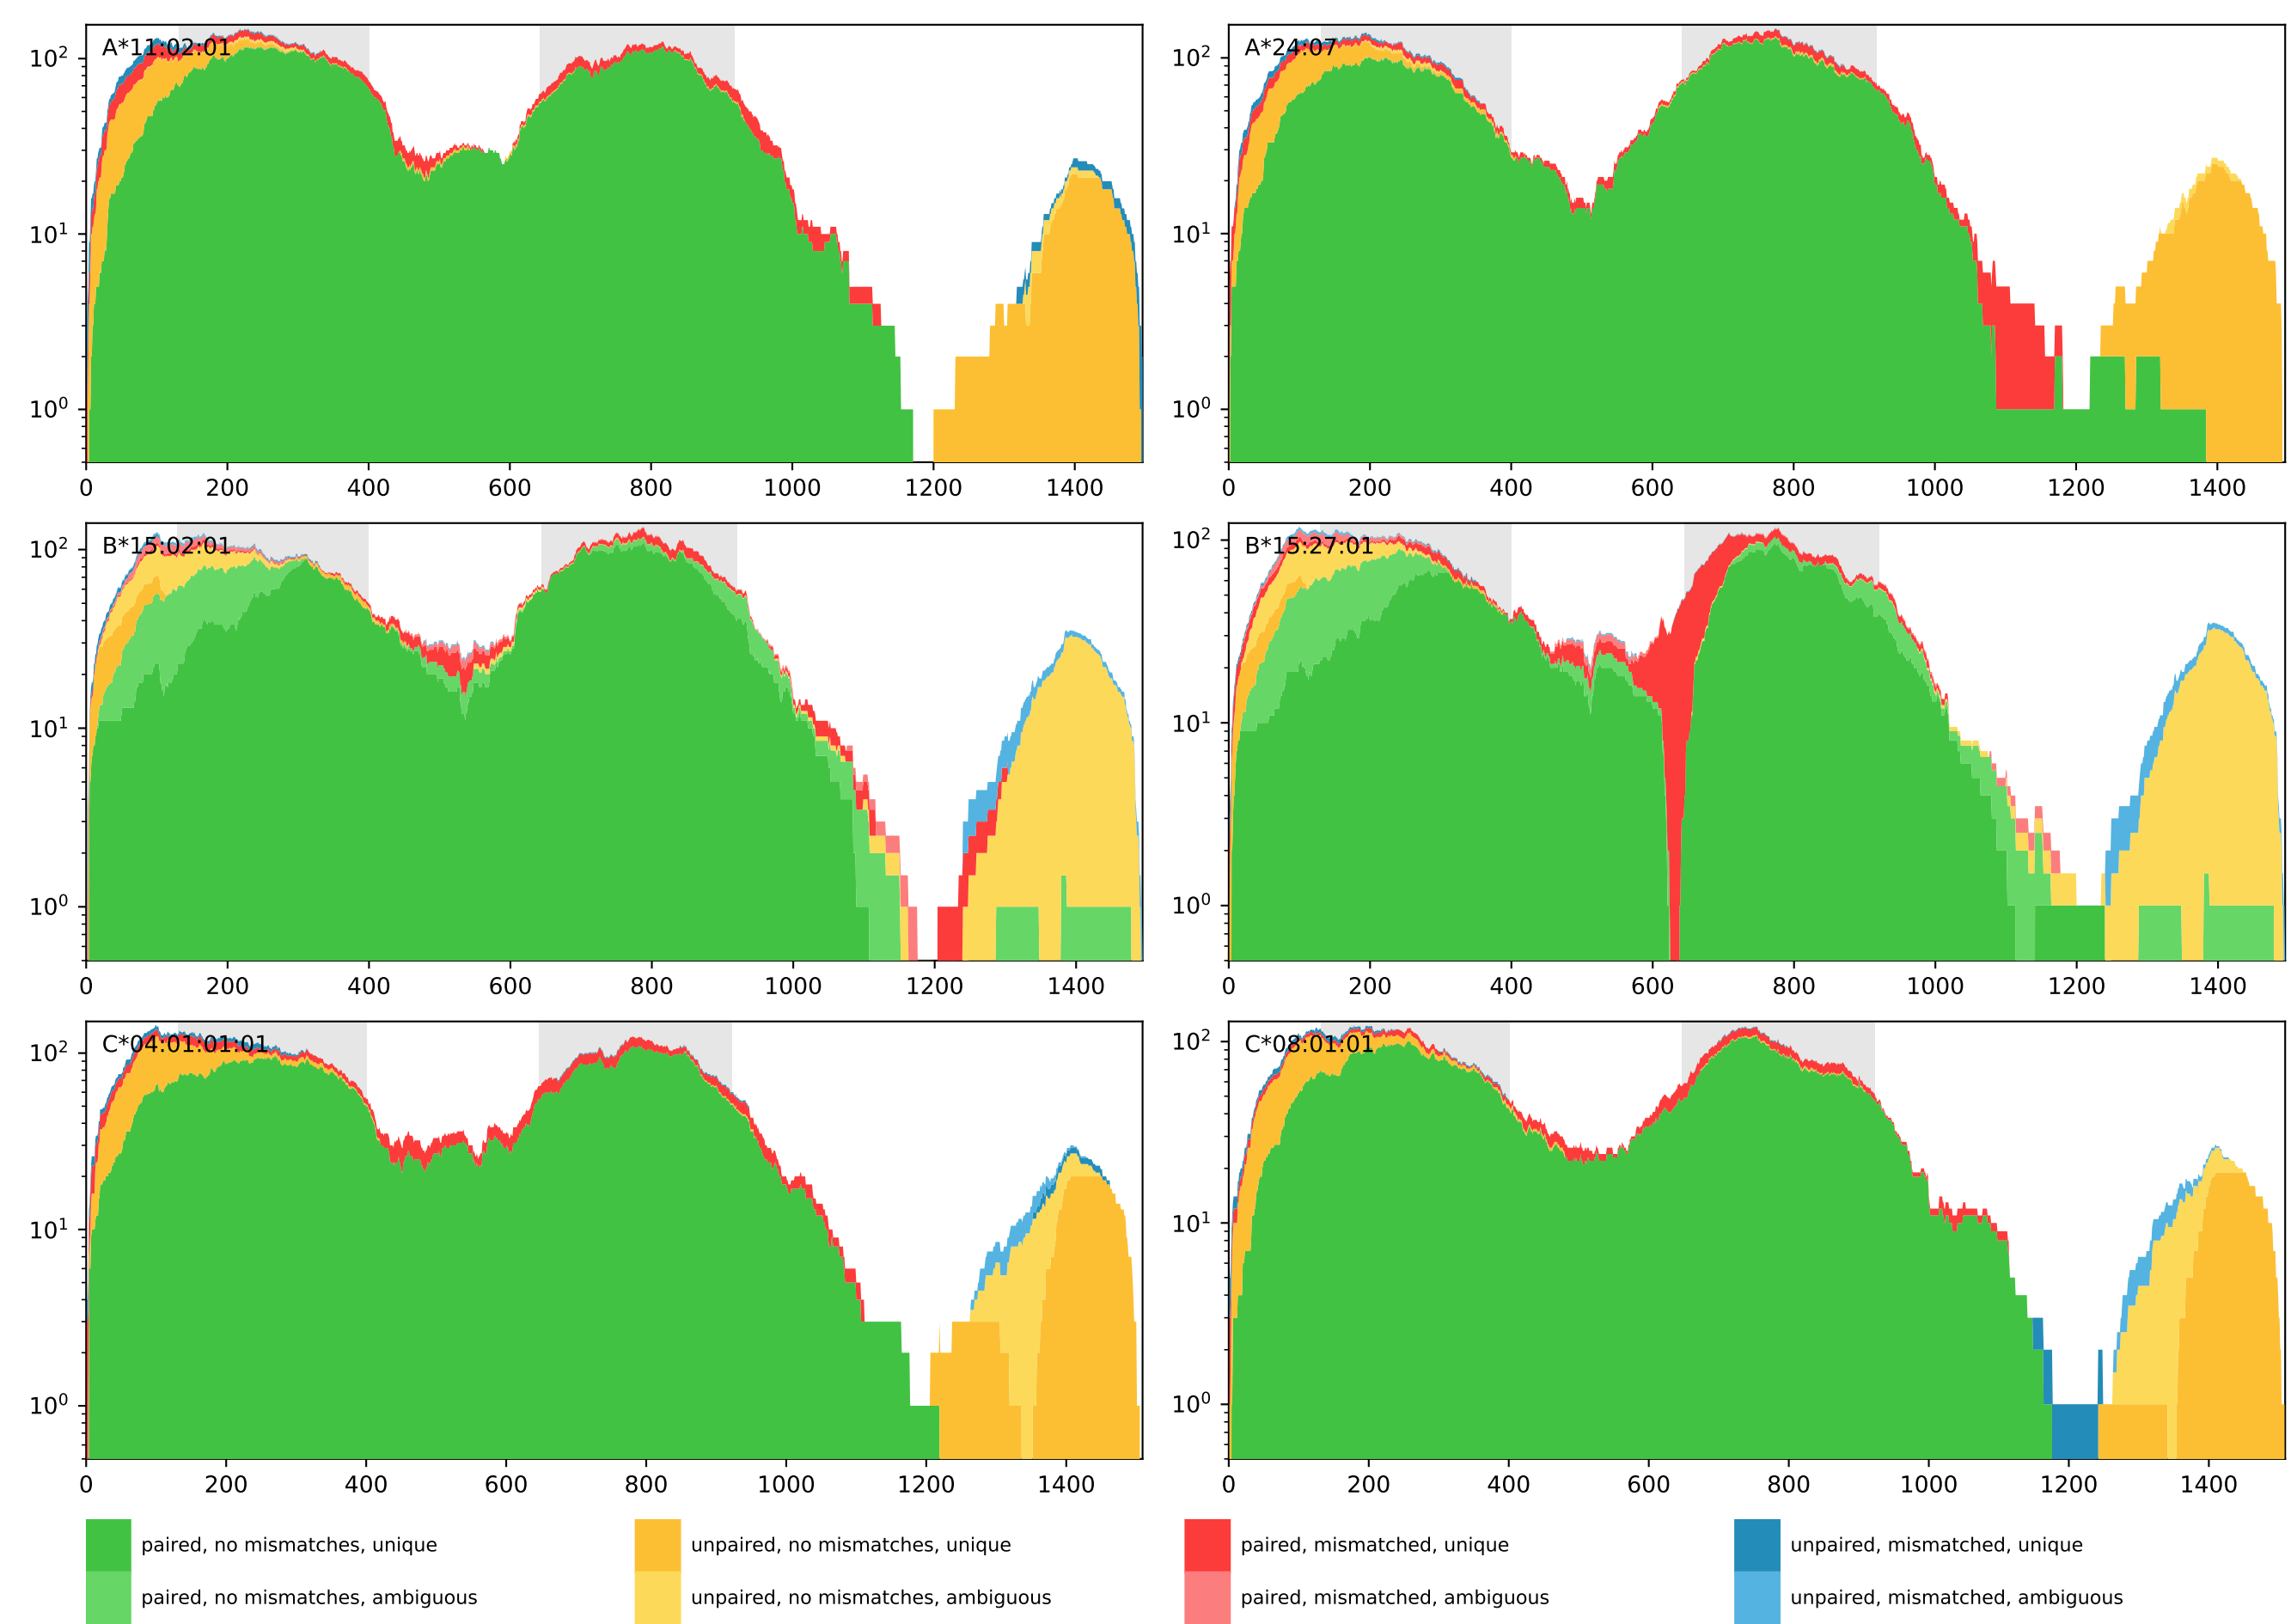 A*11:02:01
10²
10¹
10⁰
0 200 400 600 800 1000 1200 1400
A*24:07
10²
10¹
10⁰
0 200 400 600 800 1000 1200 1400
B*15:02:01
10²
10¹
10⁰
0 200 400 600 800 1000 1200 1400
B*15:27:01
10²
10¹
10⁰
0 200 400 600 800 1000 1200 1400
C*04:01:01:01
10²
10¹
10⁰
0 200 400 600 800 1000 1200 1400
C*08:01:01
10²
10¹
10⁰
0 200 400 600 800 1000 1200 1400
paired, no mismatches, unique
unpaired, no mismatches, unique
paired, mismatched, unique
unpaired, mismatched, unique
paired, no mismatches, ambiguous
unpaired, no mismatches, ambiguous
paired, mismatched, ambiguous
unpaired, mismatched, ambiguous